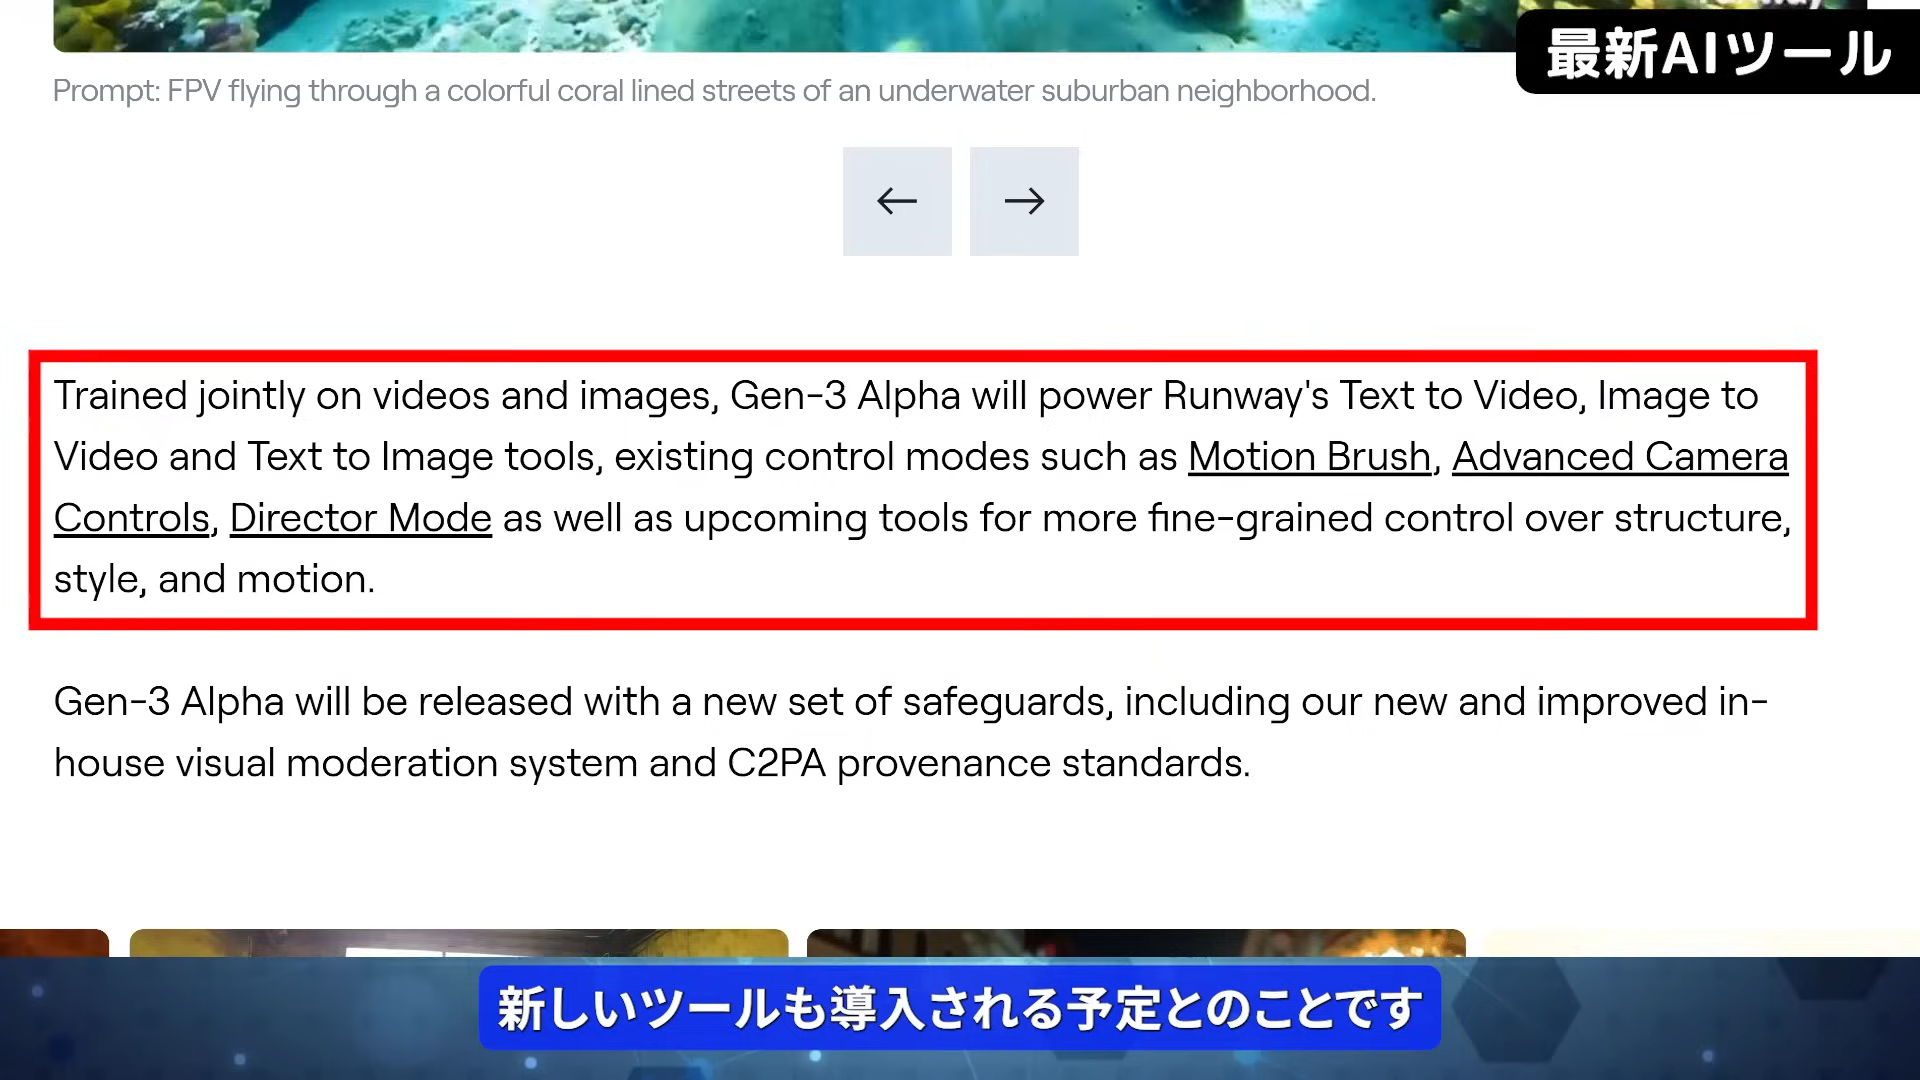 最新AIツール
Prompt: FPV flying through a colorful coral lined streets of an underwater suburban neighborhood.
Trained jointly on videos and images, Gen-3 Alpha will power Runway's Text to Video, Image to
Video and Text to Image tools, existing control modes such as Motion Brush, Advanced Camera
Controls, Director Mode as well as upcoming tools for more fine-grained control over structure,
style, and motion.
Gen-3 Alpha will be released with a new set of safeguards, including our new and improved in-
house visual moderation system and C2PA provenance standards.
新しいツールも導入される予定とのことです